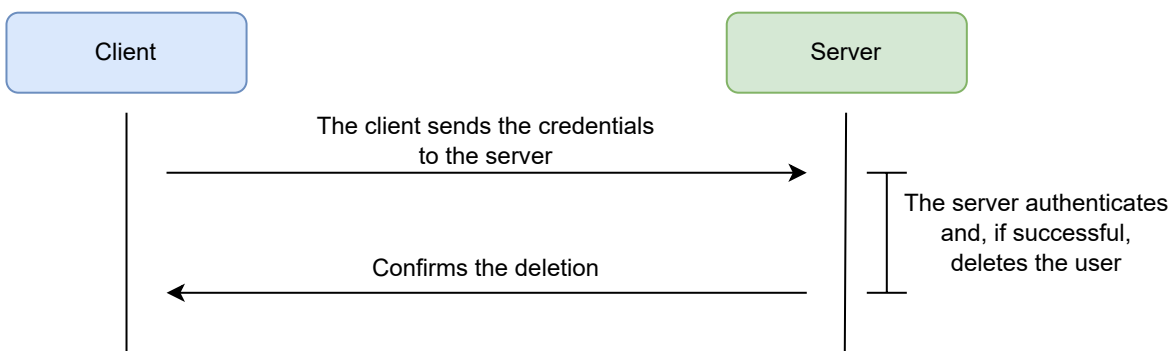 Client
Server
The client sends the credentials
to the server
The server authenticates
and, if successful,
deletes the user
Confirms the deletion